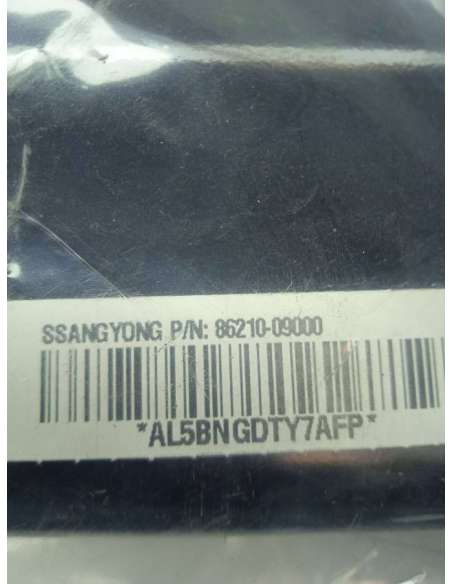 SSANGYONG P/N: 86210-09000
*AL5BNGDTY7AFP*